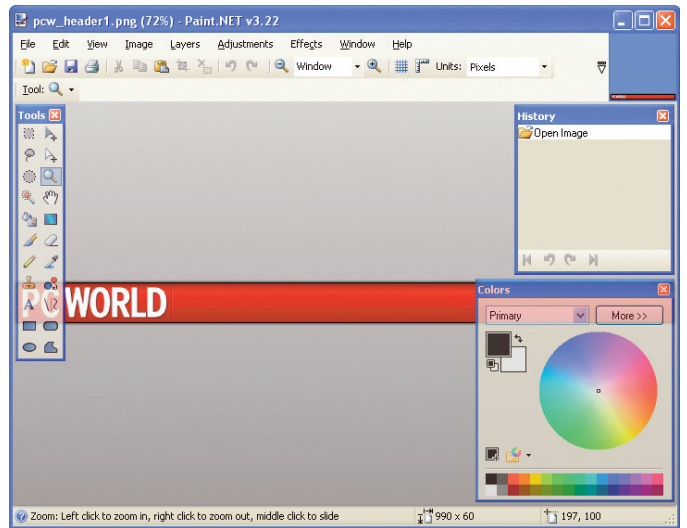 pcw_header1.png (72%) - Paint.NET v3.22
File Edit View Image Layers Adjustments Effects Window Help
Window Units: Pixels
Tool:
PCWORLD
Tools
History
Open Image
PCWORLD
Colors
Primary More >>
Zoom: Left click to zoom in, right click to zoom out, middle click to slide 990 x 60 197, 100